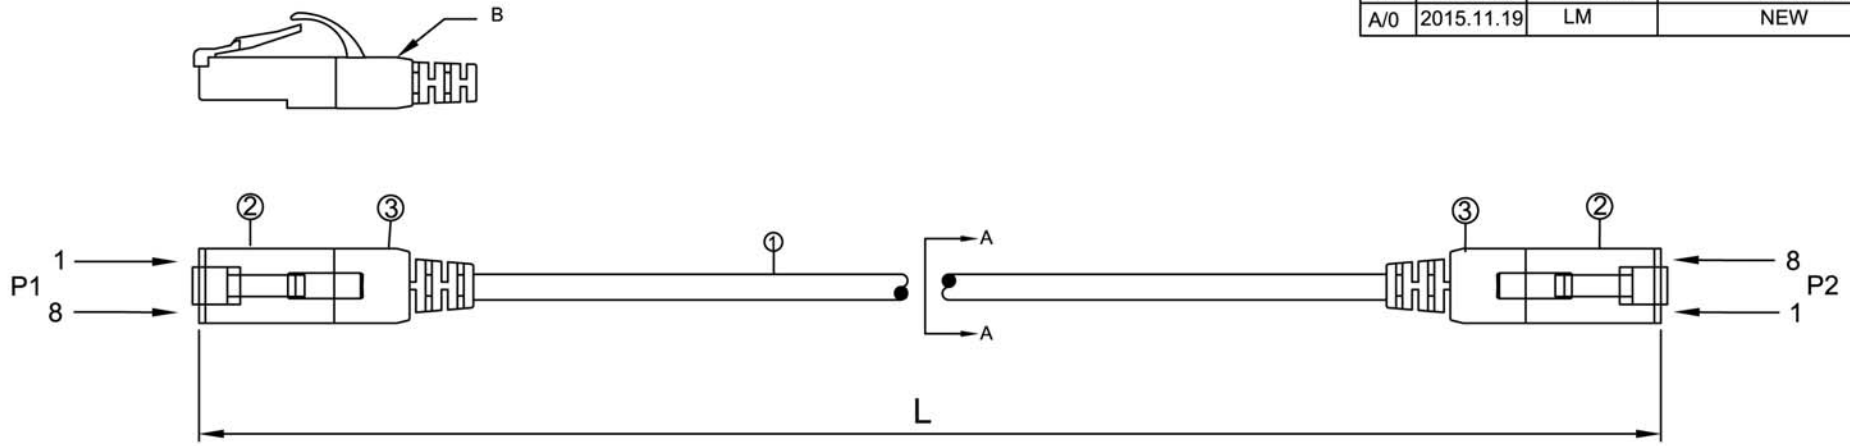 B
A/0 2015.11.19 LM NEW
② ③ ③ ②
① A
1 8
P1 P2
8 1
A
L